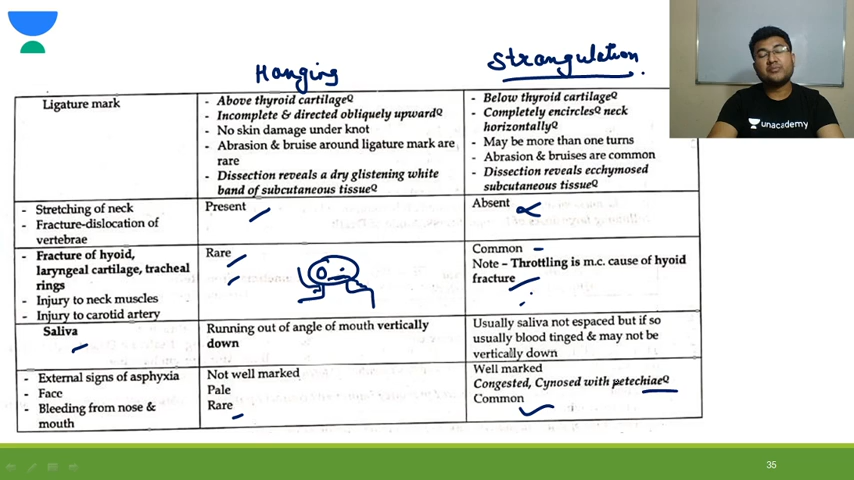 Hanging
Strangulation
unacademy
Ligature mark
- Above thyroid cartilageQ
- Incomplete & directed obliquely upwardQ
- No skin damage under knot
- Abrasion & bruise around ligature mark are
rare
- Dissection reveals a dry glistening white
band of subcutaneous tissueQ
- Below thyroid cartilageQ
- Completely encirclesQ neck
horizontallyQ
- May be more than one turns
- Abrasion & bruises are common
- Dissection reveals ecchymosed
subcutaneous tissueQ
- Stretching of neck
- Fracture-dislocation of
vertebrae
Present
Absent
- Fracture of hyoid,
laryngeal cartilage, tracheal
rings
- Injury to neck muscles
- Injury to carotid artery
Rare
Common
Note – Throttling is m.c. cause of hyoid
fracture
Saliva
Running out of angle of mouth vertically
down
Usually saliva not espaced but if so
usually blood tinged & may not be
vertically down
- External signs of asphyxia
- Face
- Bleeding from nose &
mouth
Not well marked
Pale
Rare
Well marked
Congested, Cynosed with petechiaeQ
Common
35